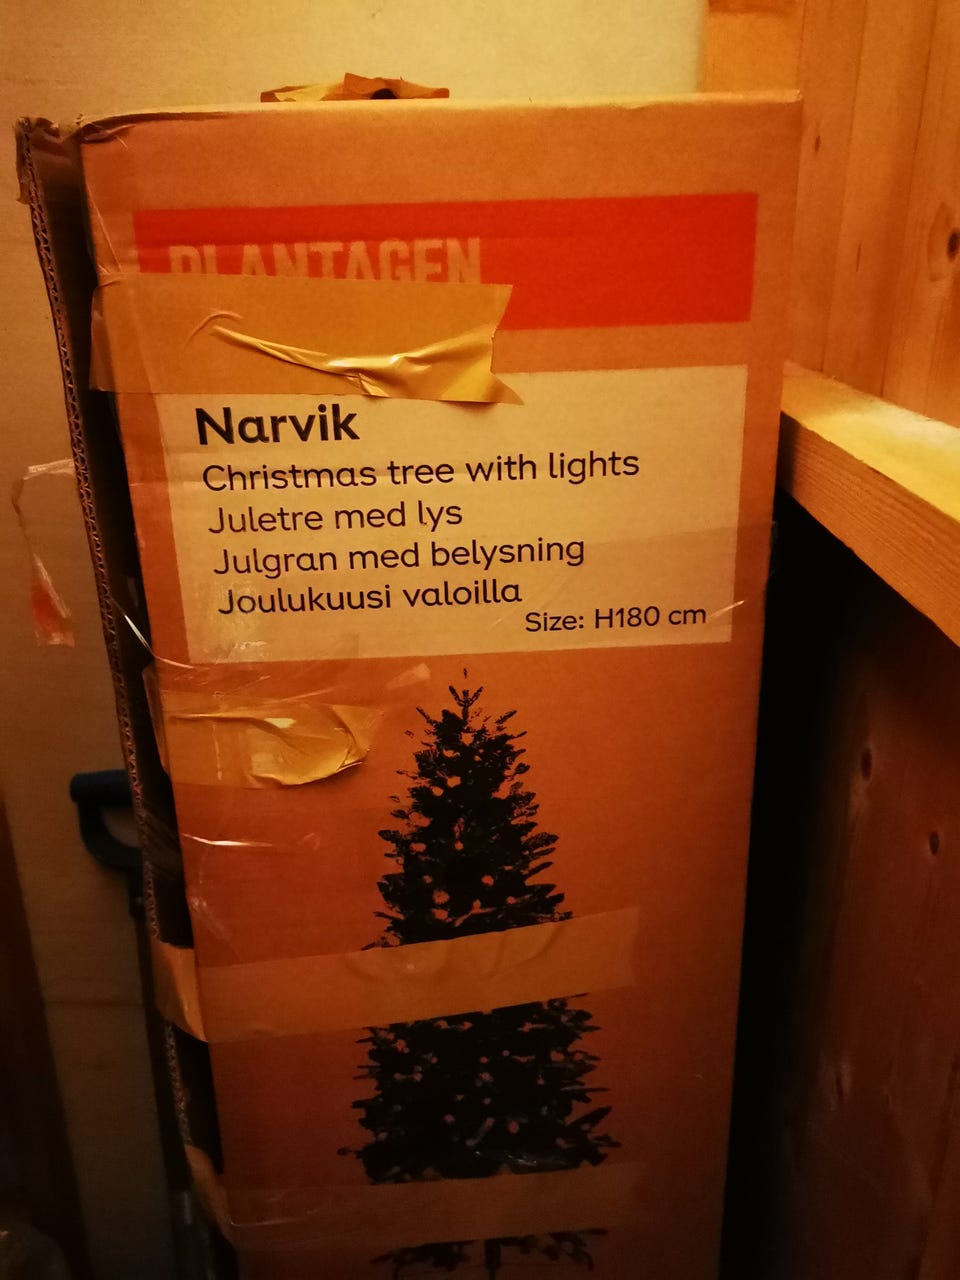 PLANTAGEN
Narvik
Christmas tree with lights
Juletre med lys
Julgran med belysning
Joulukuusi valoilla
Size: H180 cm